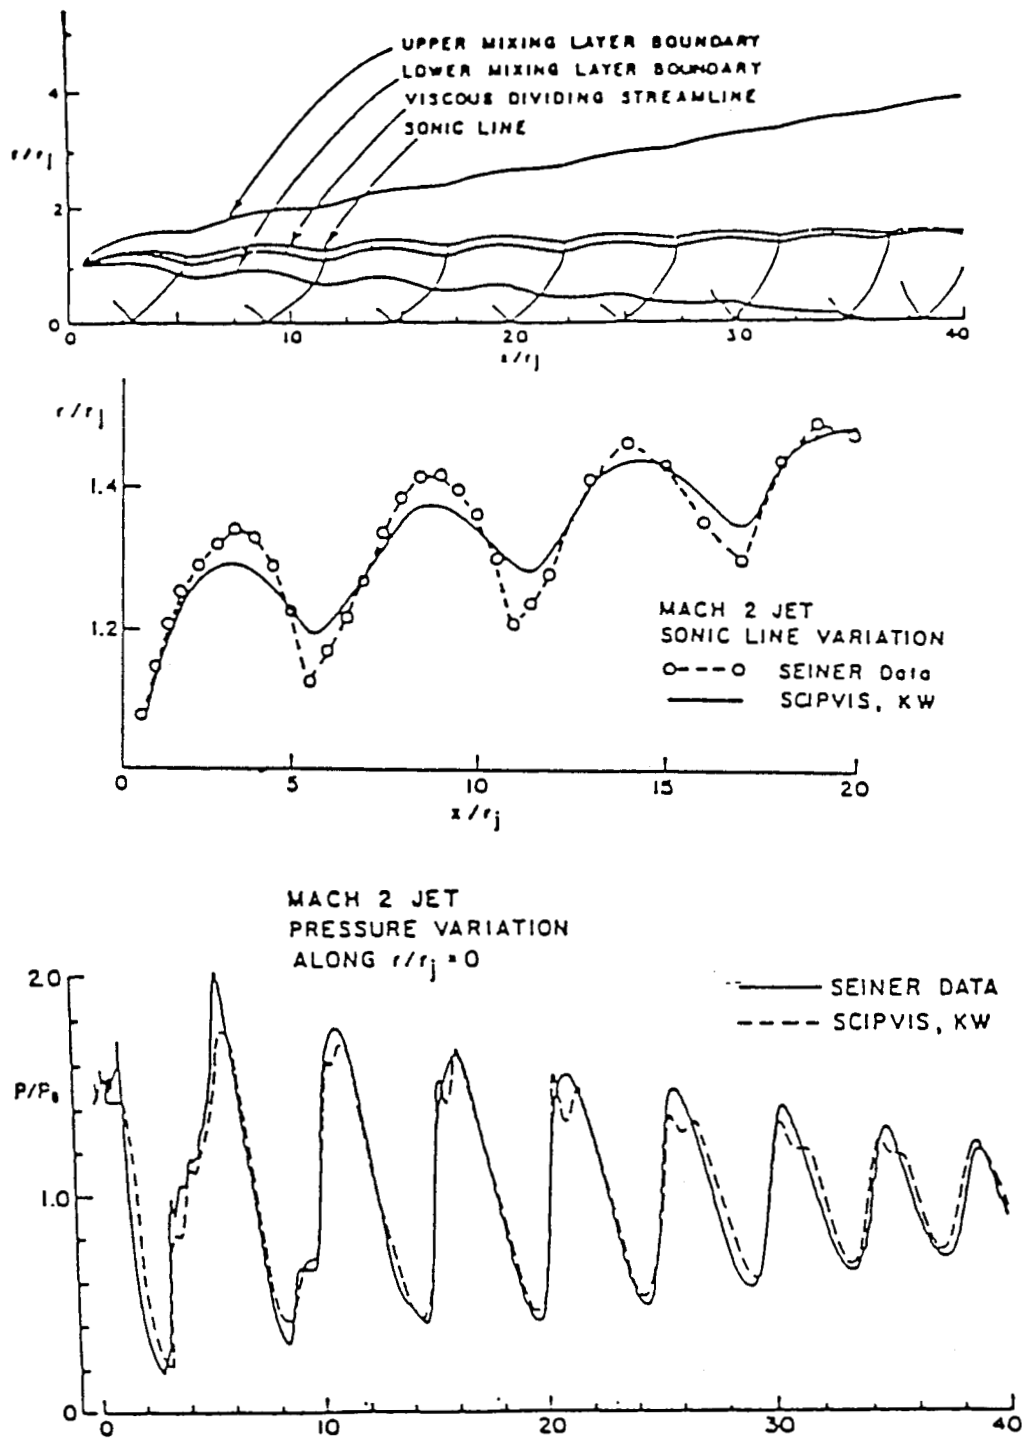 UPPER MIXING LAYER BOUNDARY
LOWER MIXING LAYER BOUNDARY
VISCOUS DIVIDING STREAMLINE
SONIC LINE
r/rj
4
2
0
10
20
30
40
x/rj
r/rj
1.4
1.2
MACH 2 JET
SONIC LINE VARIATION
SEINER Data
SCIPVIS, KW
0
5
10
15
20
x/rj
MACH 2 JET
PRESSURE VARIATION
ALONG r/rj = 0
2.0
SEINER DATA
SCIPVIS, KW
1.0
0
0
10
20
30
40